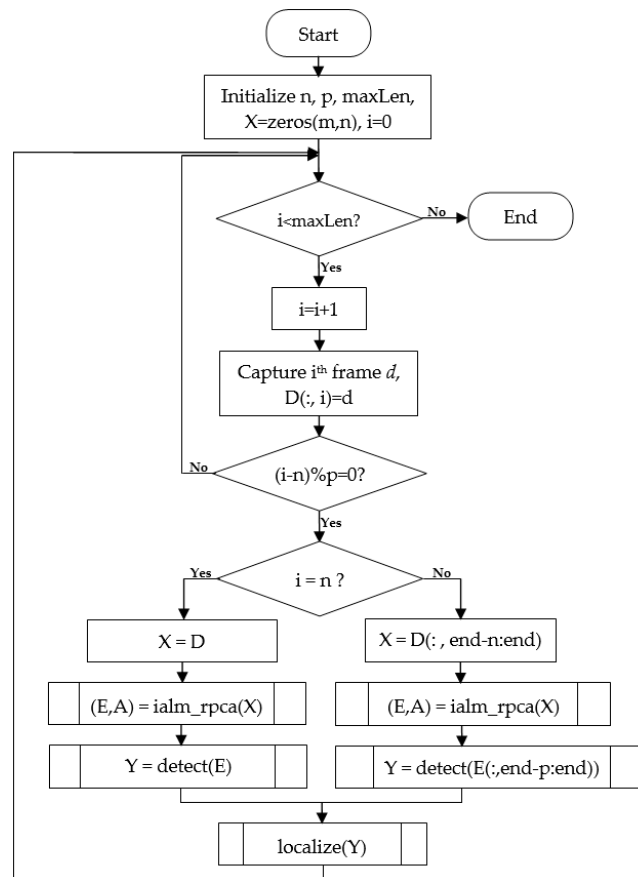 Start
Initialize n, p, maxLen,
X=zeros(m,n), i=0
i<maxLen?
No
End
Yes
i=i+1
Capture iᵗʰ frame d,
D(:, i)=d
No
(i-n)%p=0?
Yes
Yes
i = n ?
No
X = D
X = D(: , end-n:end)
(E,A) = ialm_rpca(X)
(E,A) = ialm_rpca(X)
Y = detect(E)
Y = detect(E(:,end-p:end))
localize(Y)